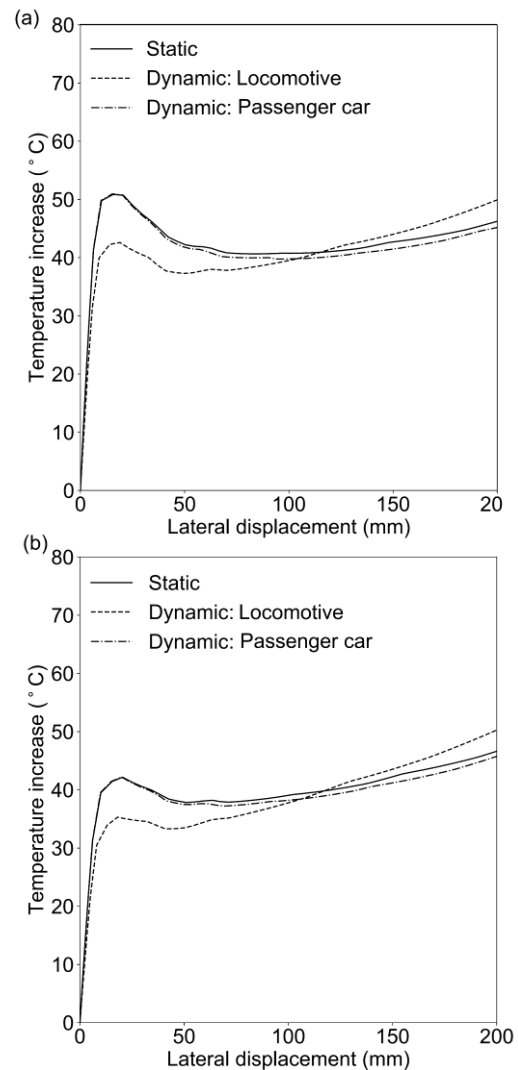 (a)
80
70
60
50
40
30
20
10
0
Temperature increase (°C)
Static
Dynamic: Locomotive
Dynamic: Passenger car
0 50 100 150 20
Lateral displacement (mm)
(b)
80
70
60
50
40
30
20
10
0
Temperature increase (°C)
Static
Dynamic: Locomotive
Dynamic: Passenger car
0 50 100 150 200
Lateral displacement (mm)